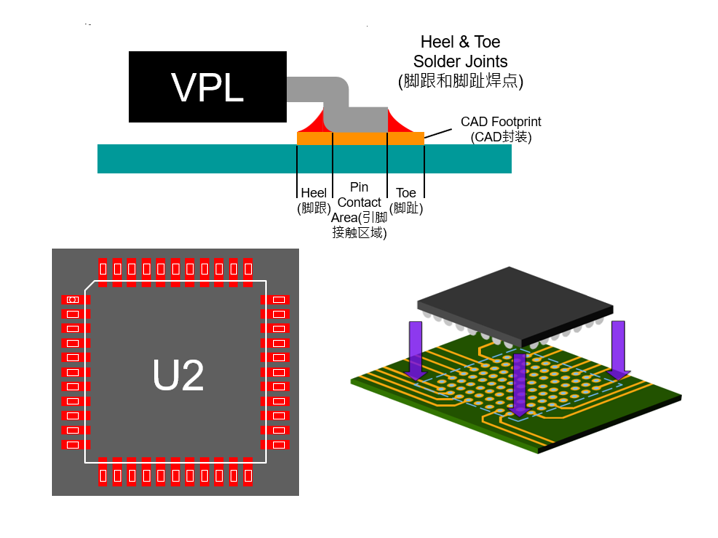 Heel & Toe
Solder Joints
(脚跟和脚趾焊点)
VPL
CAD Footprint
(CAD封装)
Heel
(脚跟)
Pin
Contact
Area(引脚
接触区域)
Toe
(脚趾)
U2